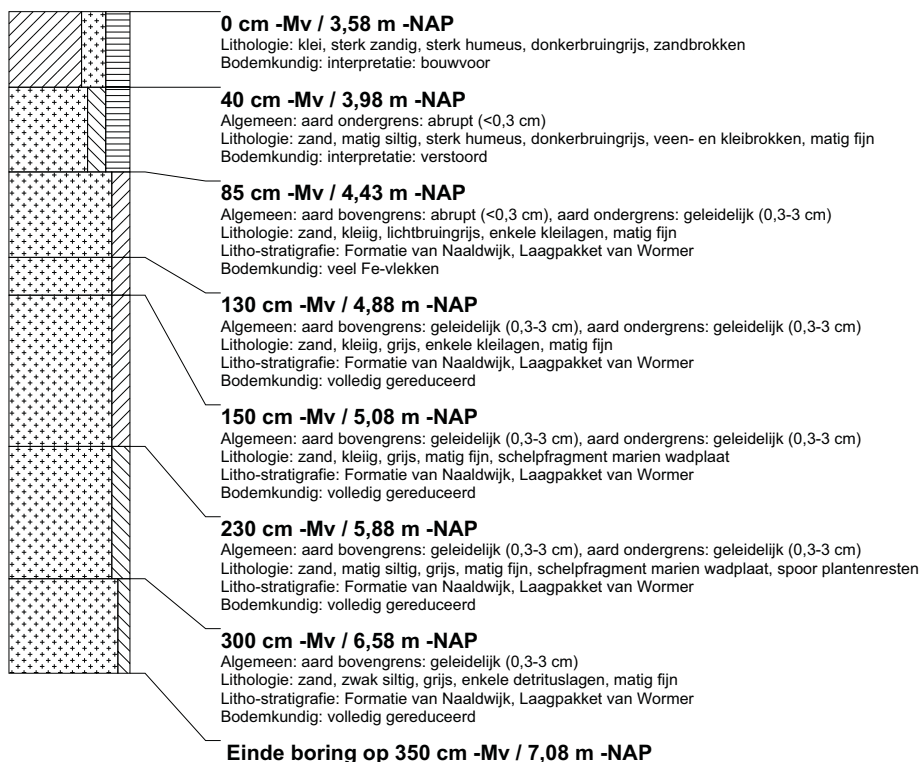 0 cm -Mv / 3,58 m -NAP
Lithologie: klei, sterk zandig, sterk humeus, donkerbruingrijs, zandbrokken
Bodemkundig: interpretatie: bouwvoor
40 cm -Mv / 3,98 m -NAP
Algemeen: aard ondergrens: abrupt (<0,3 cm)
Lithologie: zand, matig siltig, sterk humeus, donkerbruingrijs, veen- en kleibrokken, matig fijn
Bodemkundig: interpretatie: verstoord
85 cm -Mv / 4,43 m -NAP
Algemeen: aard bovengrens: abrupt (<0,3 cm), aard ondergrens: geleidelijk (0,3-3 cm)
Lithologie: zand, kleiig, lichtbruingrijs, enkele kleilagen, matig fijn
Litho-stratigrafie: Formatie van Naaldwijk, Laagpakket van Wormer
Bodemkundig: veel Fe-vlekken
130 cm -Mv / 4,88 m -NAP
Algemeen: aard bovengrens: geleidelijk (0,3-3 cm), aard ondergrens: geleidelijk (0,3-3 cm)
Lithologie: zand, kleiig, grijs, enkele kleilagen, matig fijn
Litho-stratigrafie: Formatie van Naaldwijk, Laagpakket van Wormer
Bodemkundig: volledig gereduceerd
150 cm -Mv / 5,08 m -NAP
Algemeen: aard bovengrens: geleidelijk (0,3-3 cm), aard ondergrens: geleidelijk (0,3-3 cm)
Lithologie: zand, kleiig, grijs, matig fijn, schelpfragment marien wadplaat
Litho-stratigrafie: Formatie van Naaldwijk, Laagpakket van Wormer
Bodemkundig: volledig gereduceerd
230 cm -Mv / 5,88 m -NAP
Algemeen: aard bovengrens: geleidelijk (0,3-3 cm), aard ondergrens: geleidelijk (0,3-3 cm)
Lithologie: zand, matig siltig, grijs, matig fijn, schelpfragment marien wadplaat, spoor plantenresten
Litho-stratigrafie: Formatie van Naaldwijk, Laagpakket van Wormer
Bodemkundig: volledig gereduceerd
300 cm -Mv / 6,58 m -NAP
Algemeen: aard bovengrens: geleidelijk (0,3-3 cm)
Lithologie: zand, zwak siltig, grijs, enkele detrituslagen, matig fijn
Litho-stratigrafie: Formatie van Naaldwijk, Laagpakket van Wormer
Bodemkundig: volledig gereduceerd
Einde boring op 350 cm -Mv / 7,08 m -NAP